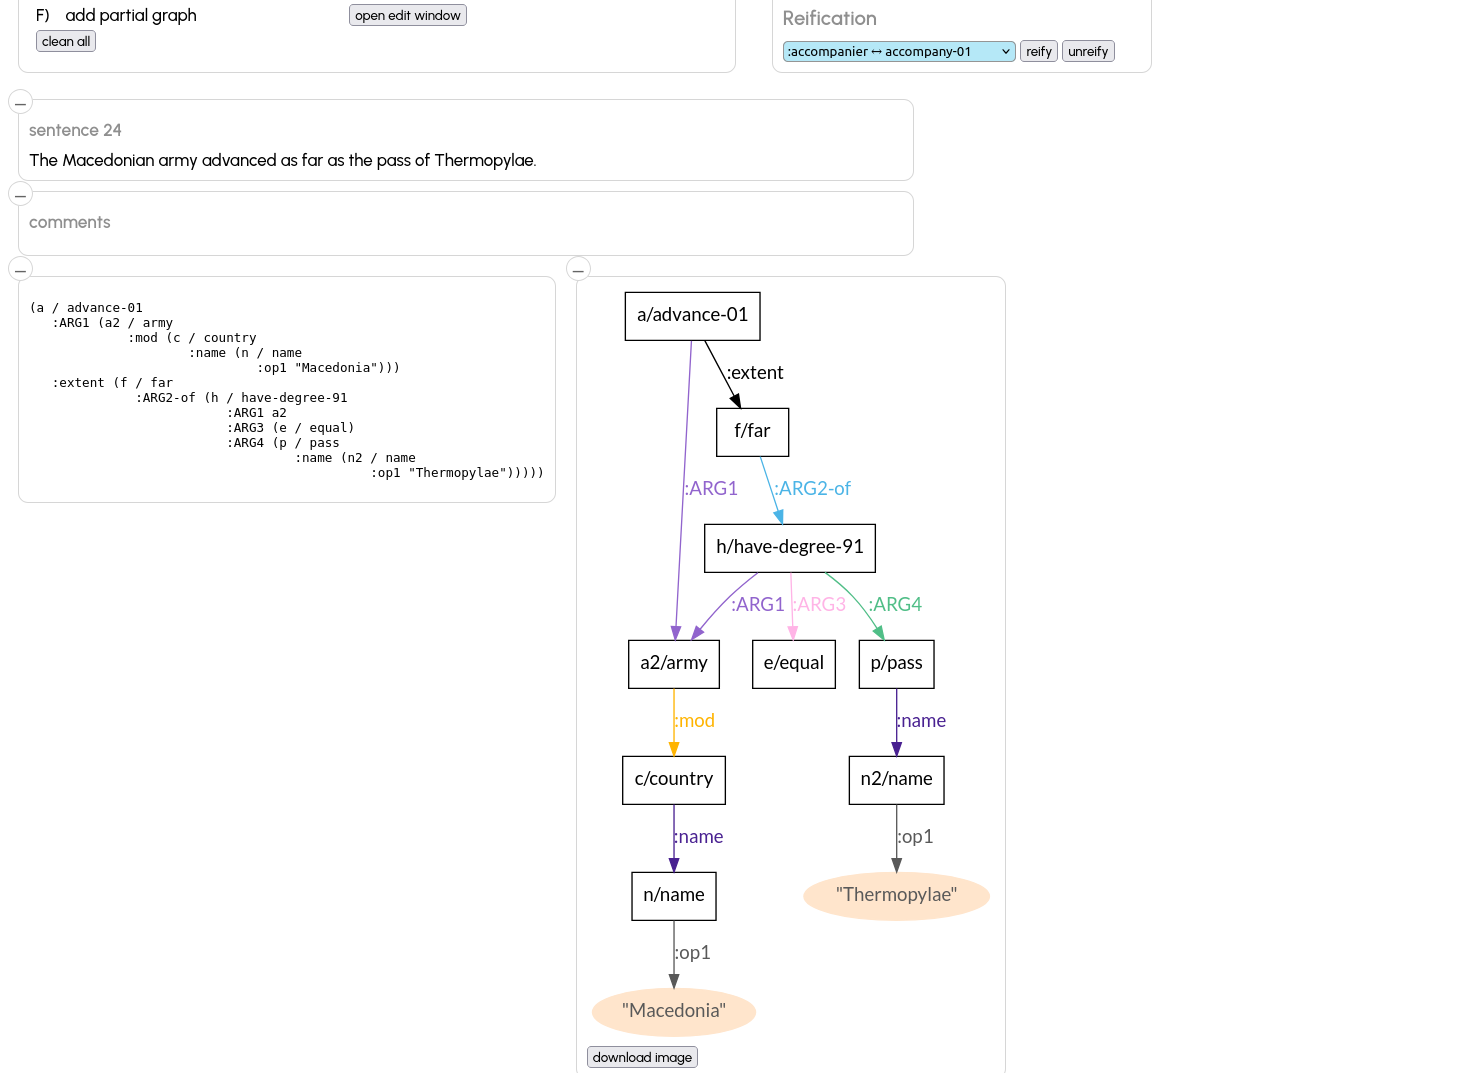 F) add partial graph open edit window
clean all
Reification
:accompanier ↔ accompany-01 reify unreify
sentence 24
The Macedonian army advanced as far as the pass of Thermopylae.
comments
(a / advance-01
:ARG1 (a2 / army
:mod (c / country
:name (n / name
:op1 "Macedonia")))
:extent (f / far
:ARG2-of (h / have-degree-91
:ARG1 a2
:ARG3 (e / equal)
:ARG4 (p / pass
:name (n2 / name
:op1 "Thermopylae")))))
a/advance-01
:extent
f/far
:ARG1 :ARG2-of
h/have-degree-91
:ARG1 :ARG3 :ARG4
a2/army e/equal p/pass
:mod :name
c/country n2/name
:name :op1
n/name "Thermopylae"
:op1
"Macedonia"
download image